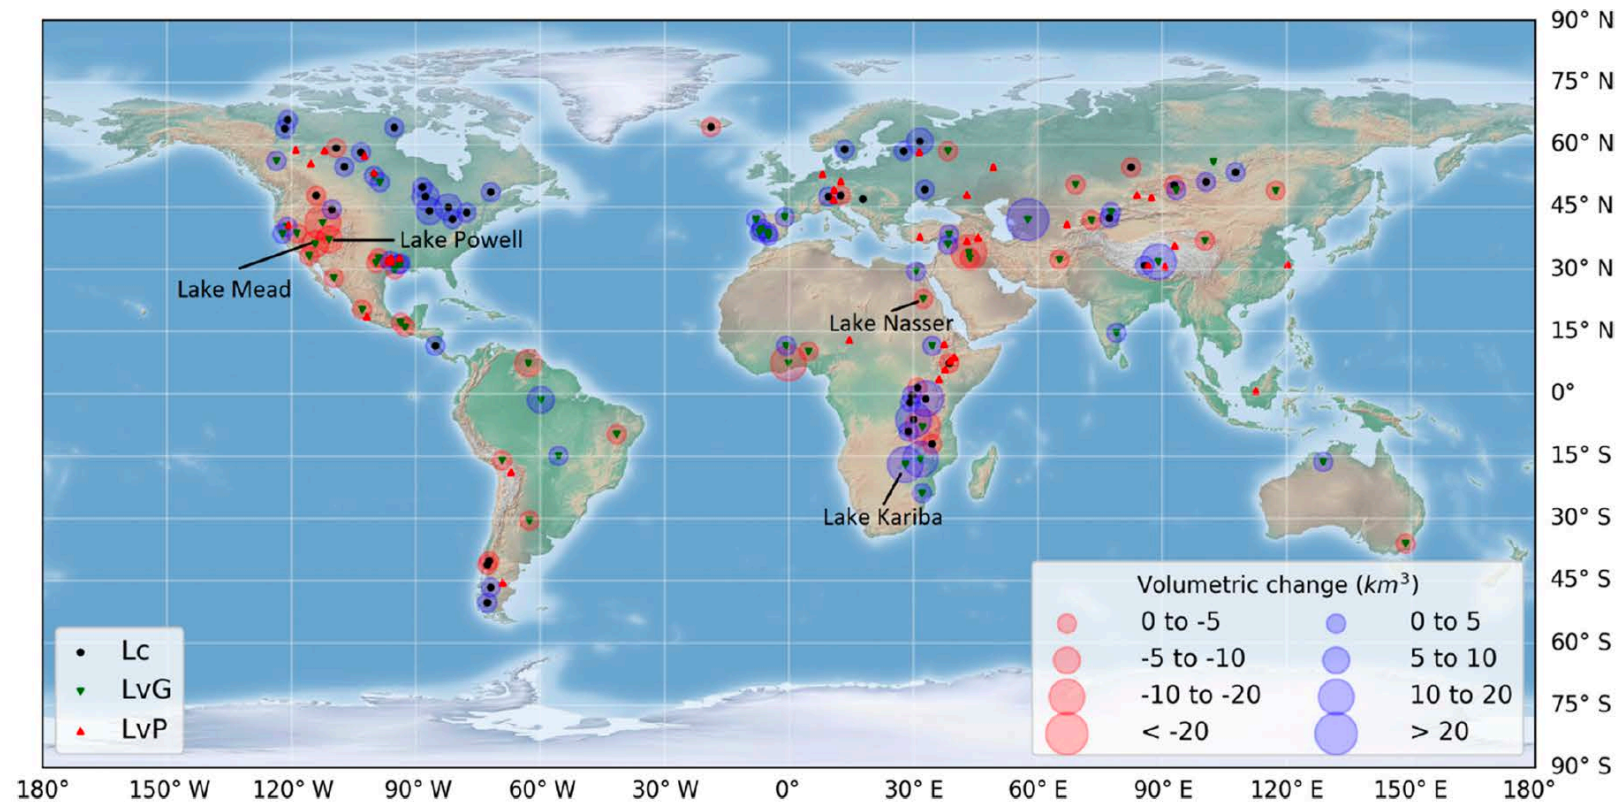 90° N
75° N
60° N
45° N
30° N
15° N
0°
15° S
30° S
45° S
60° S
75° S
90° S
Lake Powell
Lake Mead
Lake Nasser
Lake Kariba
Lc
LvG
LvP
Volumetric change (km³)
0 to -5 0 to 5
-5 to -10 5 to 10
-10 to -20 10 to 20
< -20 > 20
180° 150° W 120° W 90° W 60° W 30° W 0° 30° E 60° E 90° E 120° E 150° E 180°